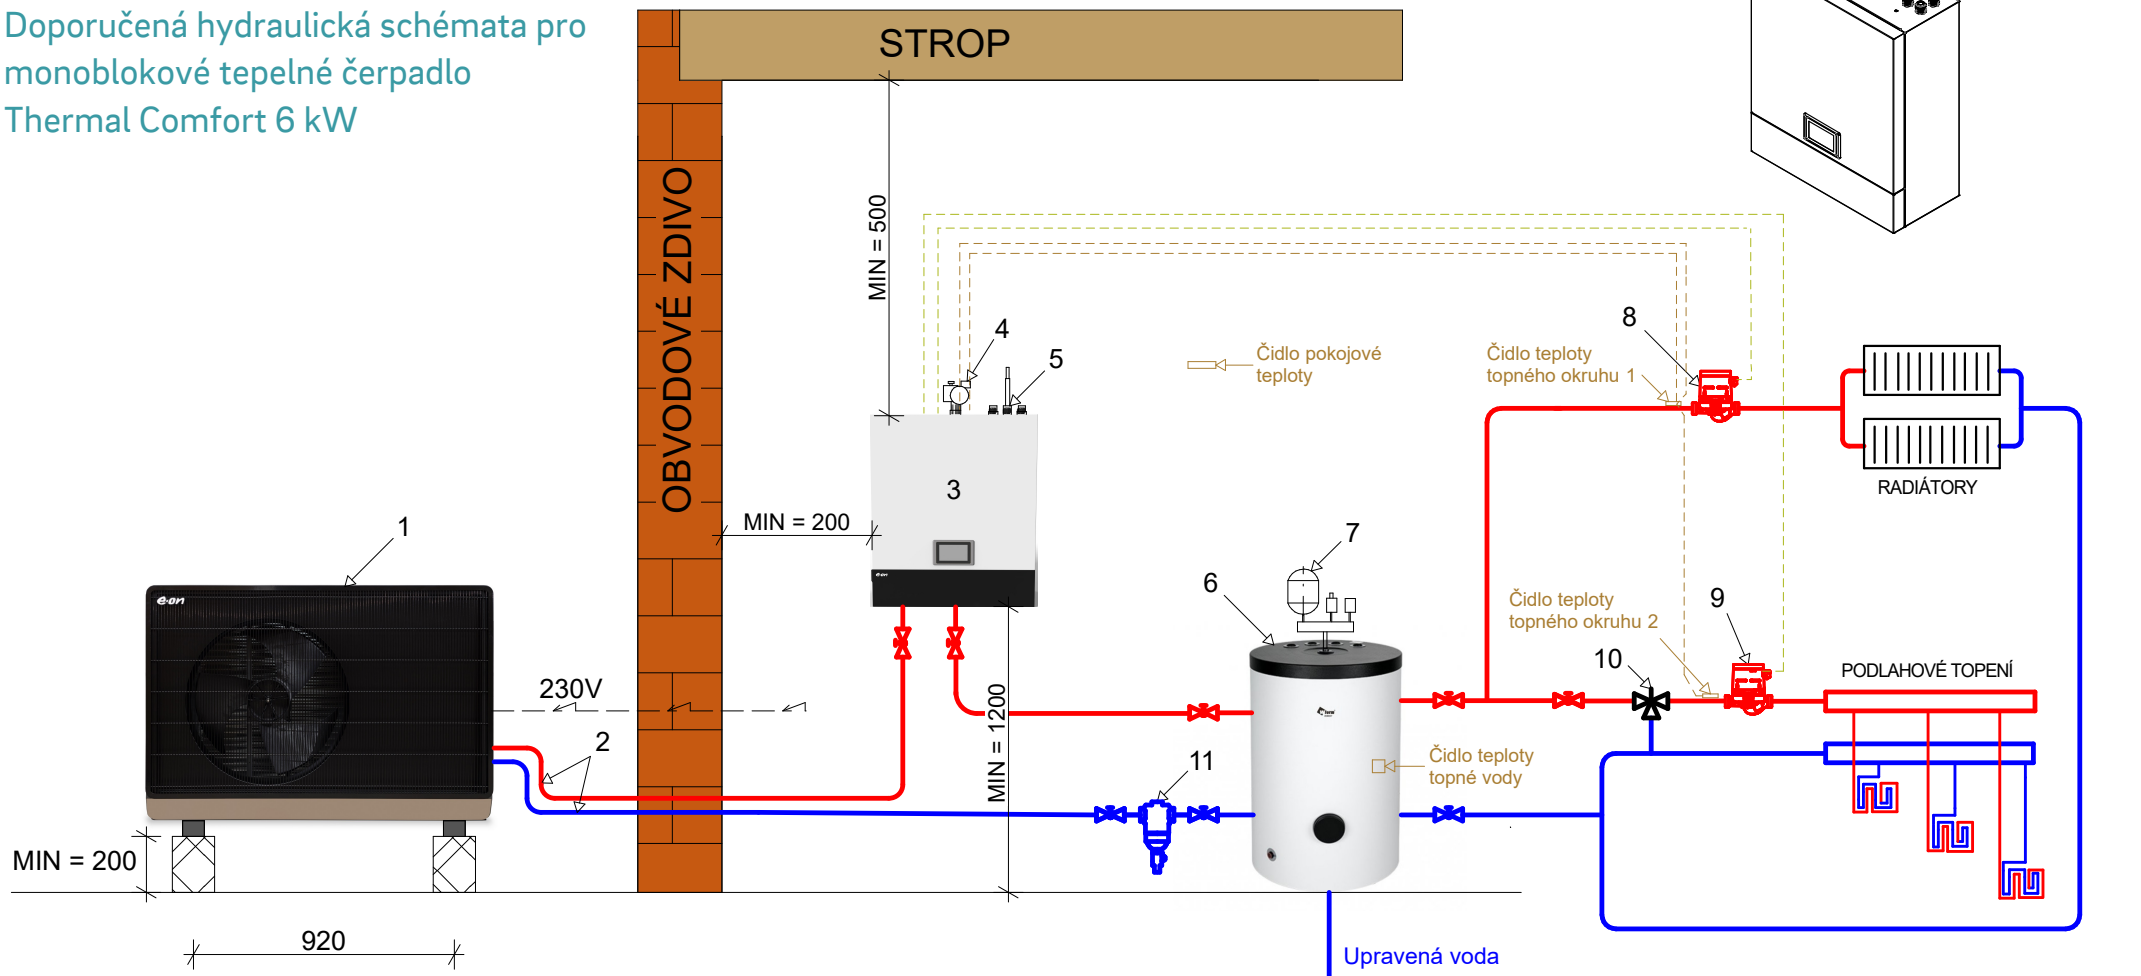 Doporučená hydraulická schémata pro
monoblokové tepelné čerpadlo
Thermal Comfort 6 kW
STROP
OBVODOVÉ ZDIVO
MIN = 500
4
5
3
e·on
MIN = 200
Čidlo pokojové
teploty
Čidlo teploty
topného okruhu 1
8
RADIÁTORY
1
e·on
230V
2
MIN = 200
920
MIN = 1200
7
6
11
Čidlo teploty
topné vody
Čidlo teploty
topného okruhu 2
9
10
PODLAHOVÉ TOPENÍ
Upravená voda